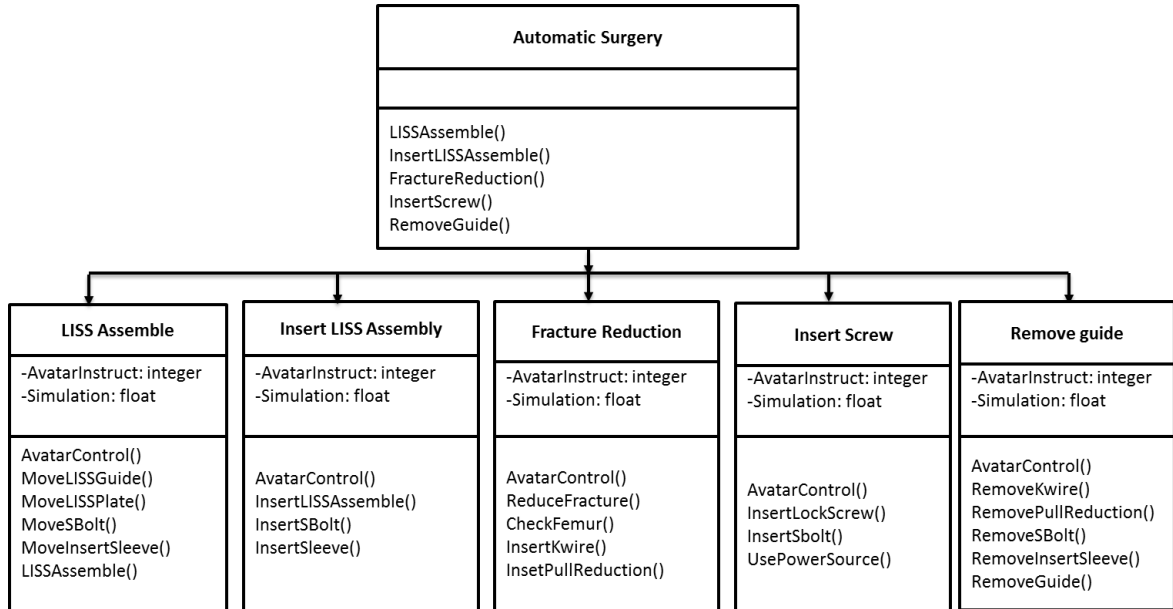 Automatic Surgery
LISSAssemble()
InsertLISSAssemble()
FractureReduction()
InsertScrew()
RemoveGuide()
LISS Assemble
-AvatarInstruct: integer
-Simulation: float
AvatarControl()
MoveLISSGuide()
MoveLISSPlate()
MoveSBolt()
MoveInsertSleeve()
LISSAssemble()
Insert LISS Assembly
-AvatarInstruct: integer
-Simulation: float
AvatarControl()
InsertLISSAssemble()
InsertSBolt()
InsertSleeve()
Fracture Reduction
-AvatarInstruct: integer
-Simulation: float
AvatarControl()
ReduceFracture()
CheckFemur()
InsertKwire()
InsetPullReduction()
Insert Screw
-AvatarInstruct: integer
-Simulation: float
AvatarControl()
InsertLockScrew()
InsertSbolt()
UsePowerSource()
Remove guide
-AvatarInstruct: integer
-Simulation: float
AvatarControl()
RemoveKwire()
RemovePullReduction()
RemoveSBolt()
RemoveInsertSleeve()
RemoveGuide()